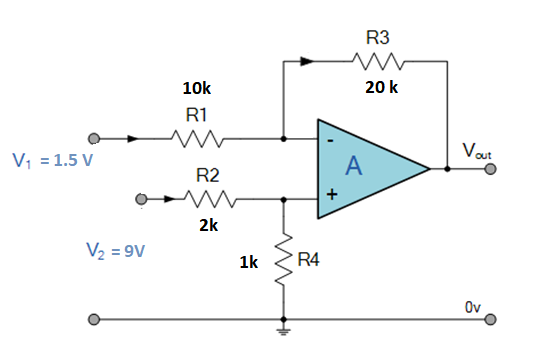 R3
20 k
10k
R1
V₁ = 1.5 V
-
A
Vout
R2
+
2k
V₂ = 9V
1k
R4
0v